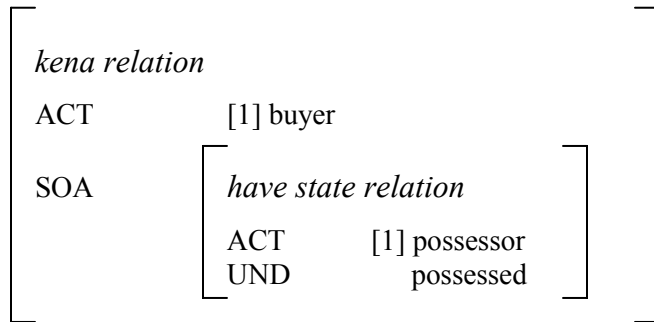 kena relation
ACT [1] buyer
SOA have state relation
ACT [1] possessor
UND possessed